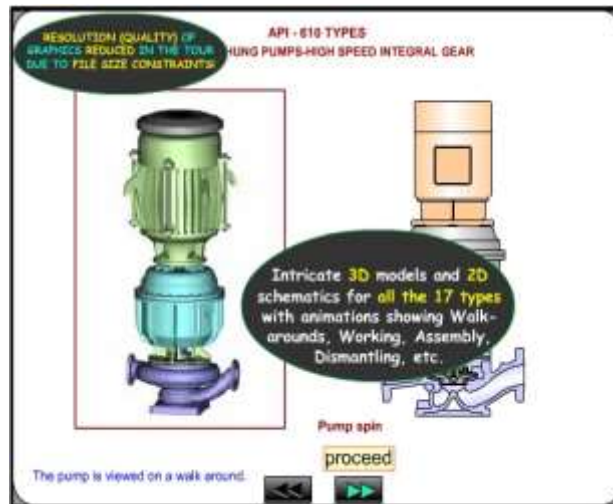 RESOLUTION (QUALITY) OF
GRAPHICS REDUCED IN THE TOUR
DUE TO FILE SIZE CONSTRAINTS!
API - 610 TYPES
HUNG PUMPS-HIGH SPEED INTEGRAL GEAR
Intricate 3D models and 2D
schematics for all the 17 types
with animations showing Walk-
arounds, Working, Assembly,
Dismantling, etc.
Pump spin
proceed
The pump is viewed on a walk around.